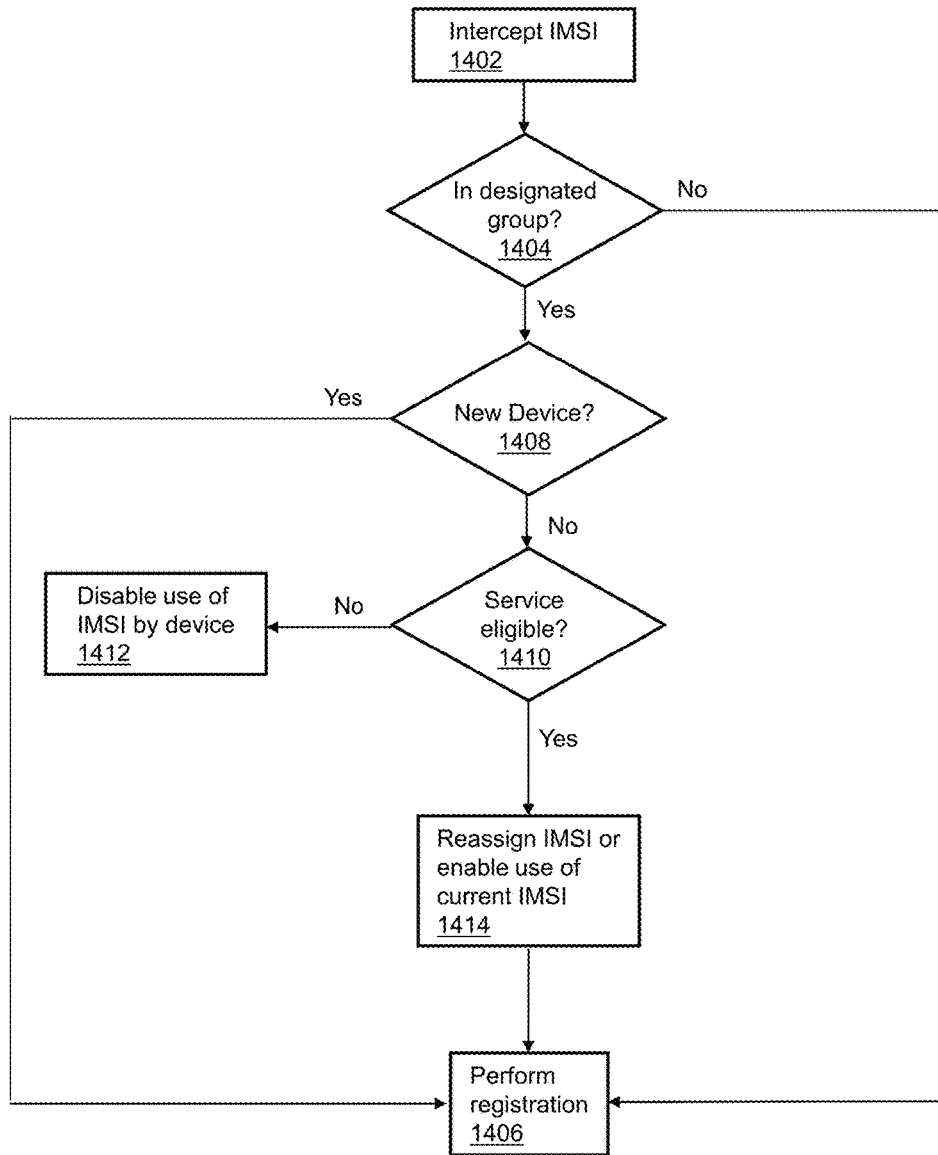 Intercept IMSI
1402
In designated
group?
1404
No
Yes
New Device?
1408
Yes
No
Service
eligible?
1410
No
Disable use of
IMSI by device
1412
Yes
Reassign IMSI or
enable use of
current IMSI
1414
Perform
registration
1406